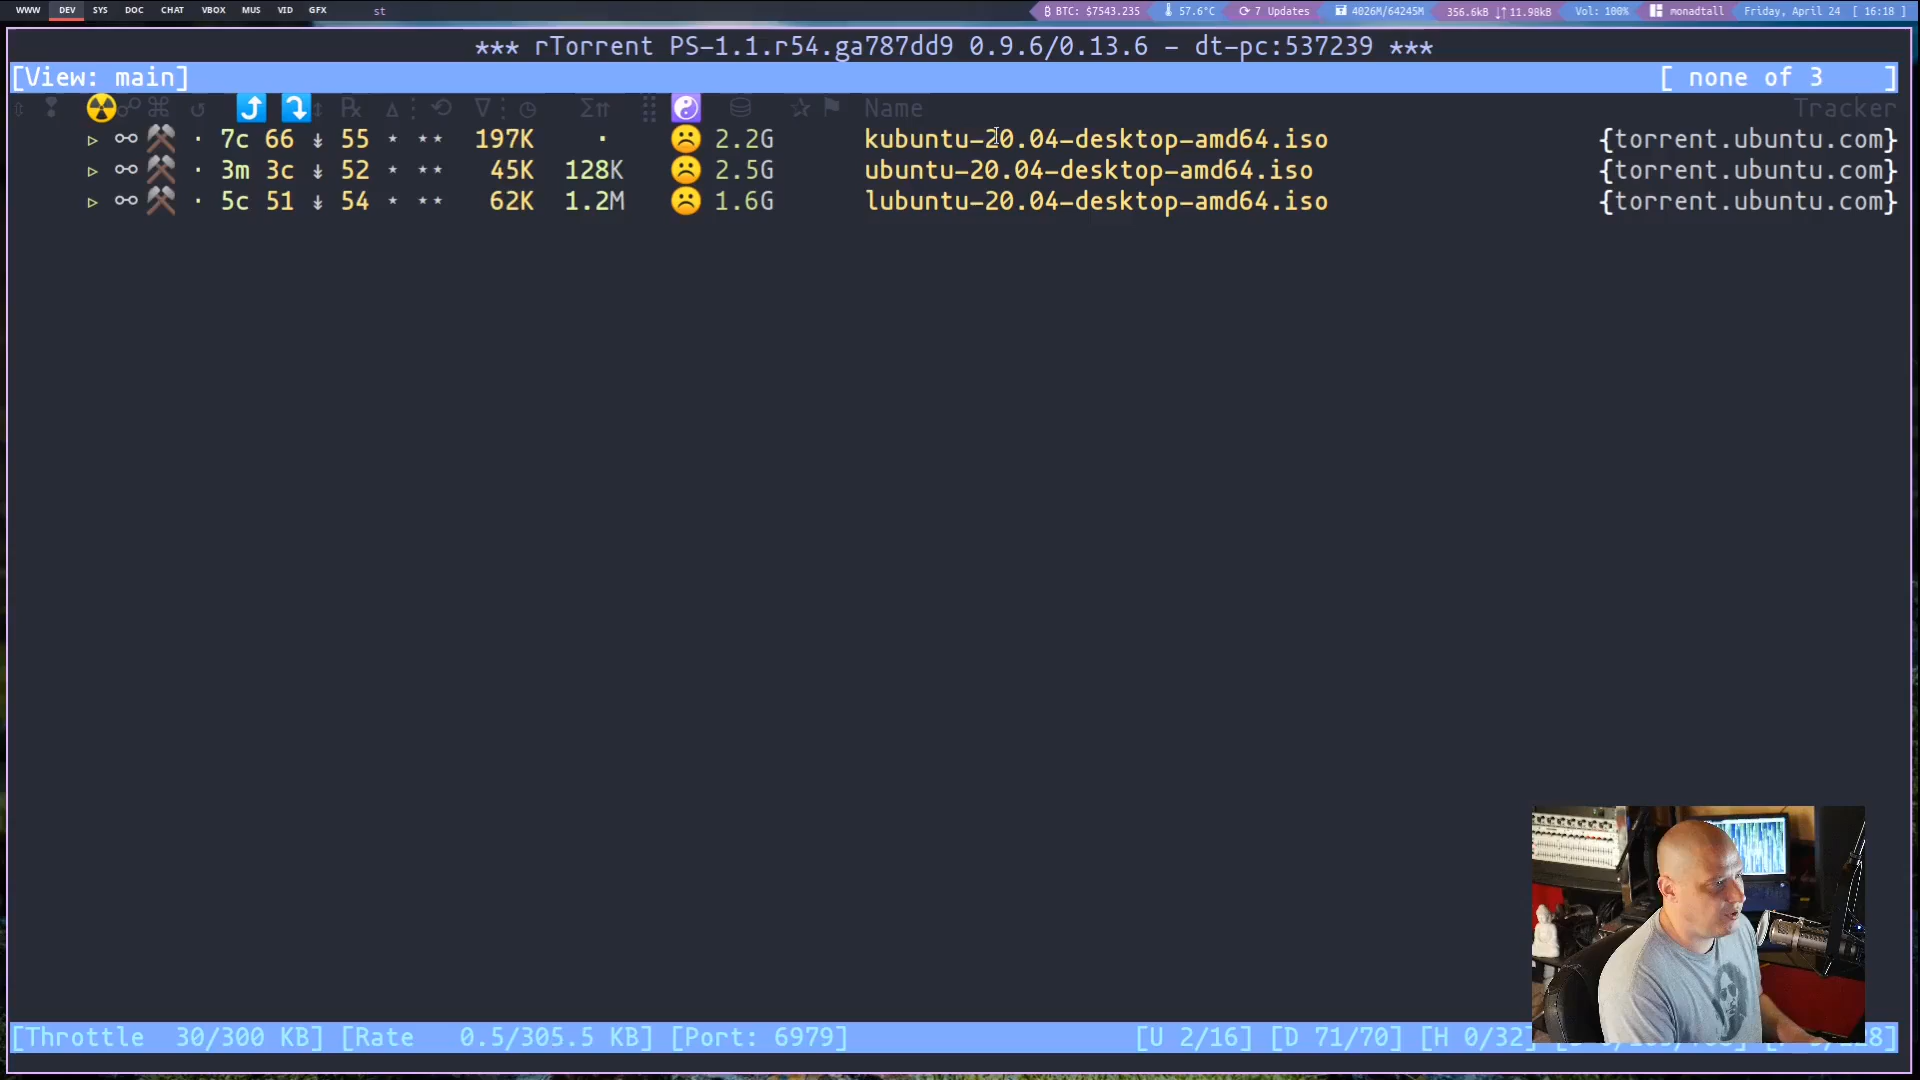 WWW DEV SYS DOC CHAT VBOX MUS VID GFX st BTC: $7543.235 57.6°C 7 Updates 4026M/64245M 356.6kB ↓↑ 11.98kB Vol: 100% monadtall Friday, April 24 [ 16:18 ]
*** rTorrent PS-1.1.r54.ga787dd9 0.9.6/0.13.6 - dt-pc:537239 ***
[View: main] [ none of 3 ]
Name Tracker
7c 66 ↡ 55 * ** 197K · 2.2G kubuntu-20.04-desktop-amd64.iso {torrent.ubuntu.com}
3m 3c ↡ 52 * ** 45K 128K 2.5G ubuntu-20.04-desktop-amd64.iso {torrent.ubuntu.com}
5c 51 ↡ 54 * ** 62K 1.2M 1.6G lubuntu-20.04-desktop-amd64.iso {torrent.ubuntu.com}
[Throttle 30/300 KB] [Rate 0.5/305.5 KB] [Port: 6979] [U 2/16] [D 71/70] [H 0/32]